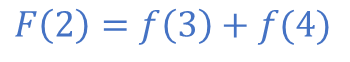 F(2) = f(3) + f(4)